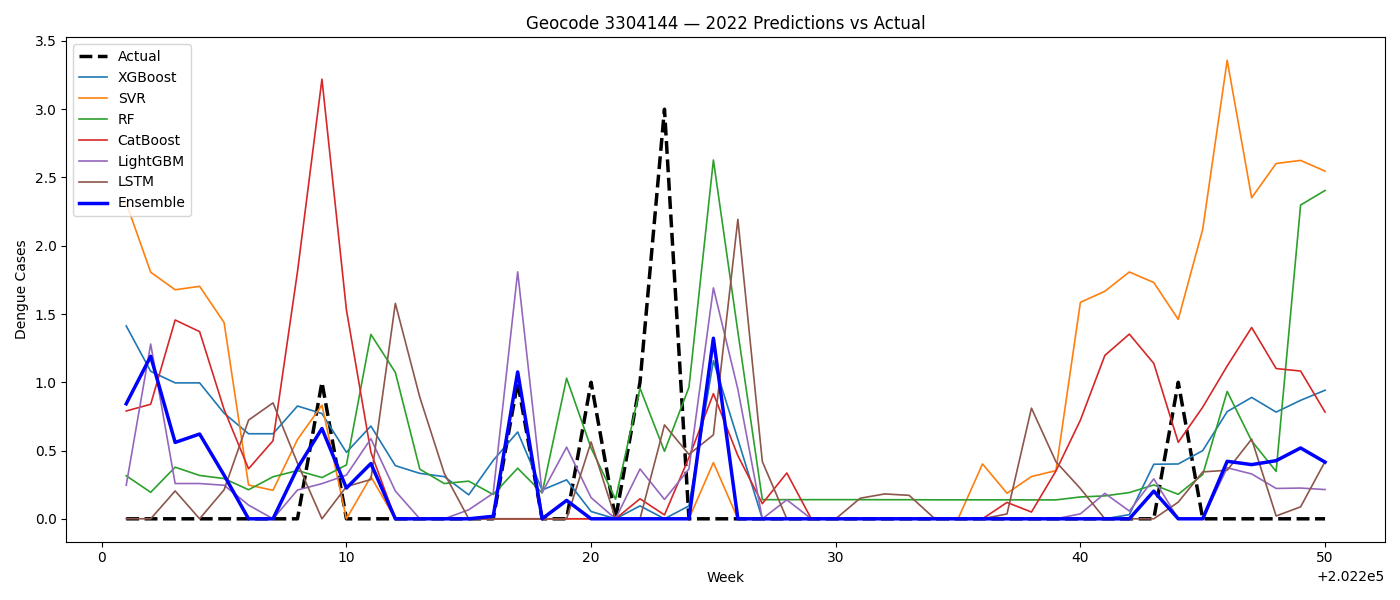 Geocode 3304144 — 2022 Predictions vs Actual
3.5
3.0
2.5
2.0
1.5
1.0
0.5
0.0
Dengue Cases
Actual
XGBoost
SVR
RF
CatBoost
LightGBM
LSTM
Ensemble
0 10 20 30 40 50
Week
+2.022e5